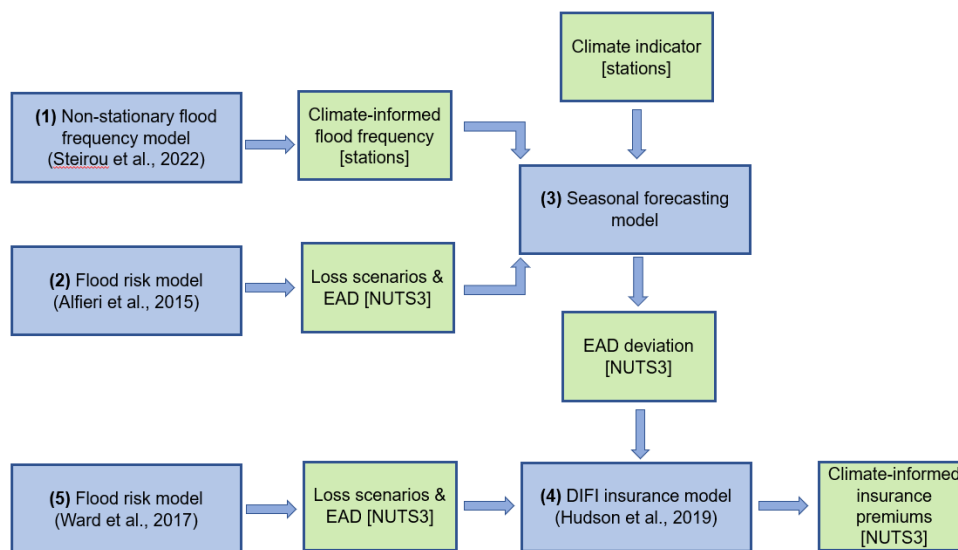 Climate indicator
[stations]
(1) Non-stationary flood
frequency model
(Steirou et al., 2022)
Climate-informed
flood frequency
[stations]
(3) Seasonal forecasting
model
(2) Flood risk model
(Alfieri et al., 2015)
Loss scenarios &
EAD [NUTS3]
EAD deviation
[NUTS3]
(5) Flood risk model
(Ward et al., 2017)
Loss scenarios &
EAD [NUTS3]
(4) DIFI insurance model
(Hudson et al., 2019)
Climate-informed
insurance
premiums
[NUTS3]